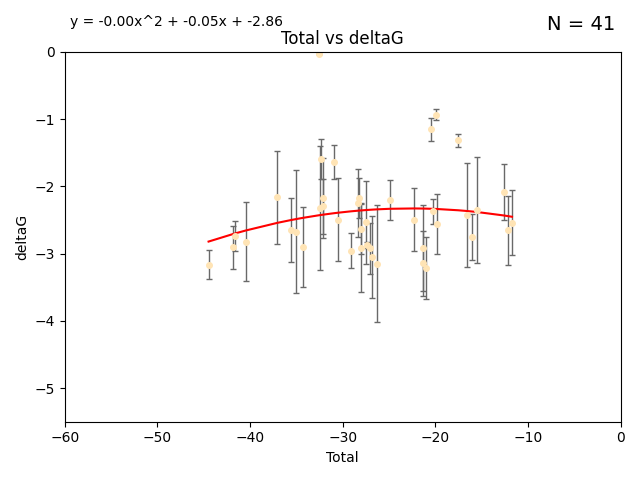 y = -0.00x^2 + -0.05x + -2.86
N = 41
Total vs deltaG
0
−1
−2
−3
−4
−5
deltaG
−60 −50 −40 −30 −20 −10 0
Total